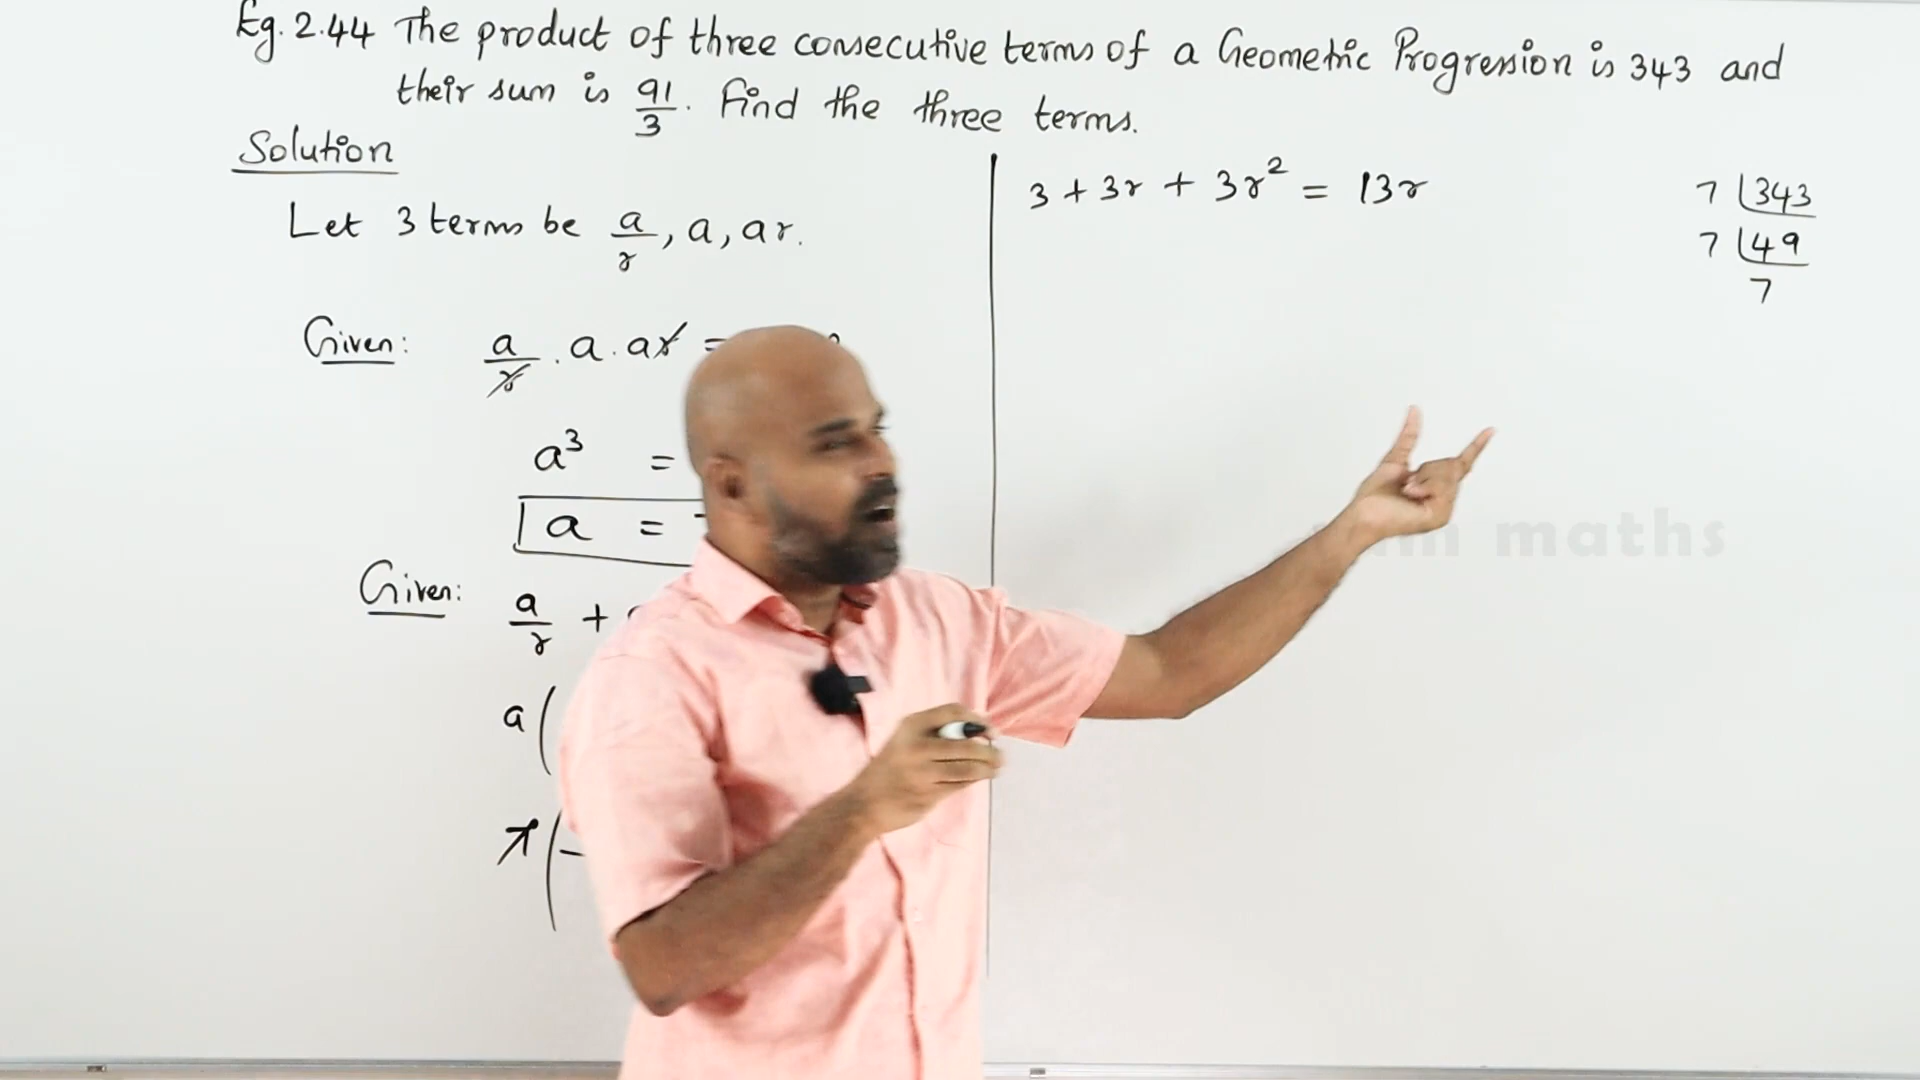 Eg. 2.44 The product of three consecutive terms of a Geometric Progression is 343 and
their sum is 91/3. Find the three terms.
Solution
Let 3 terms be a/r, a, ar.
Given: a/r . a . ar =
a³ =
a =
Given: a/r +
a (
7 (
3 + 3r + 3r² = 13r
7 | 343
7 | 49
7
maths